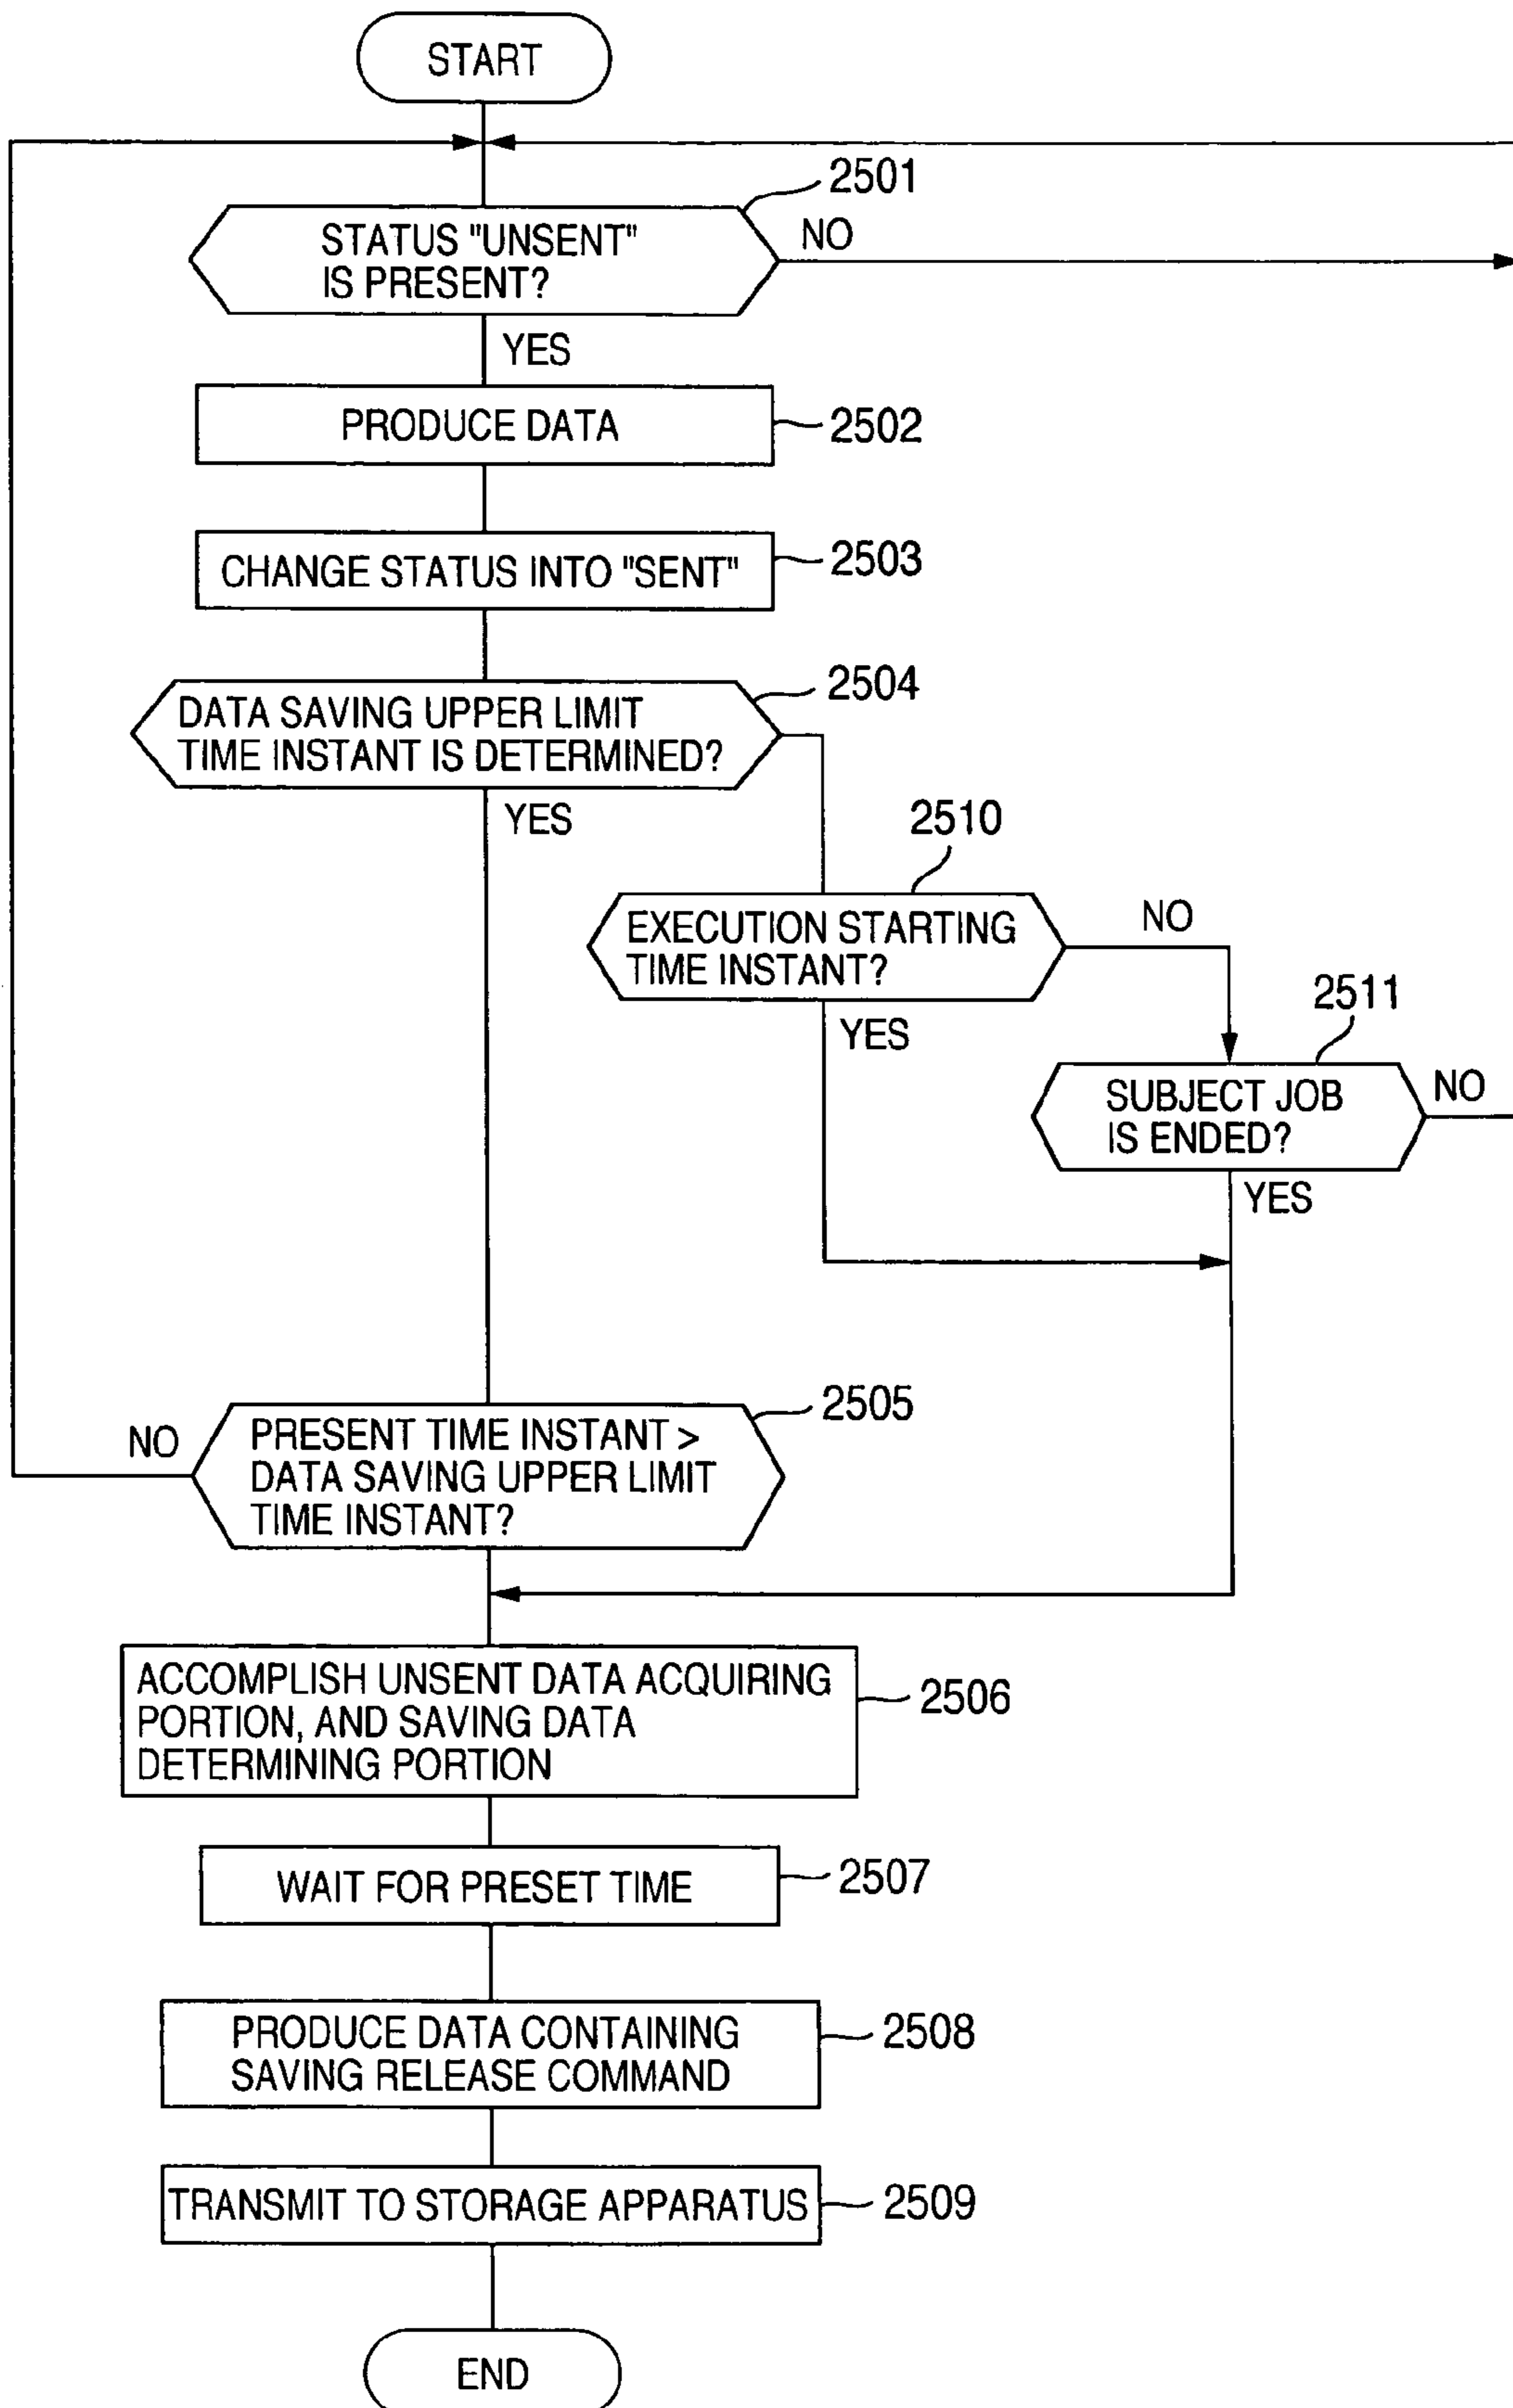 START
2501
STATUS "UNSENT"
IS PRESENT?
NO
YES
PRODUCE DATA
2502
CHANGE STATUS INTO "SENT"
2503
2504
DATA SAVING UPPER LIMIT
TIME INSTANT IS DETERMINED?
YES
2510
EXECUTION STARTING
TIME INSTANT?
NO
YES
2511
SUBJECT JOB
IS ENDED?
NO
YES
2505
NO
PRESENT TIME INSTANT >
DATA SAVING UPPER LIMIT
TIME INSTANT?
ACCOMPLISH UNSENT DATA ACQUIRING
PORTION, AND SAVING DATA
DETERMINING PORTION
2506
WAIT FOR PRESET TIME
2507
PRODUCE DATA CONTAINING
SAVING RELEASE COMMAND
2508
TRANSMIT TO STORAGE APPARATUS
2509
END